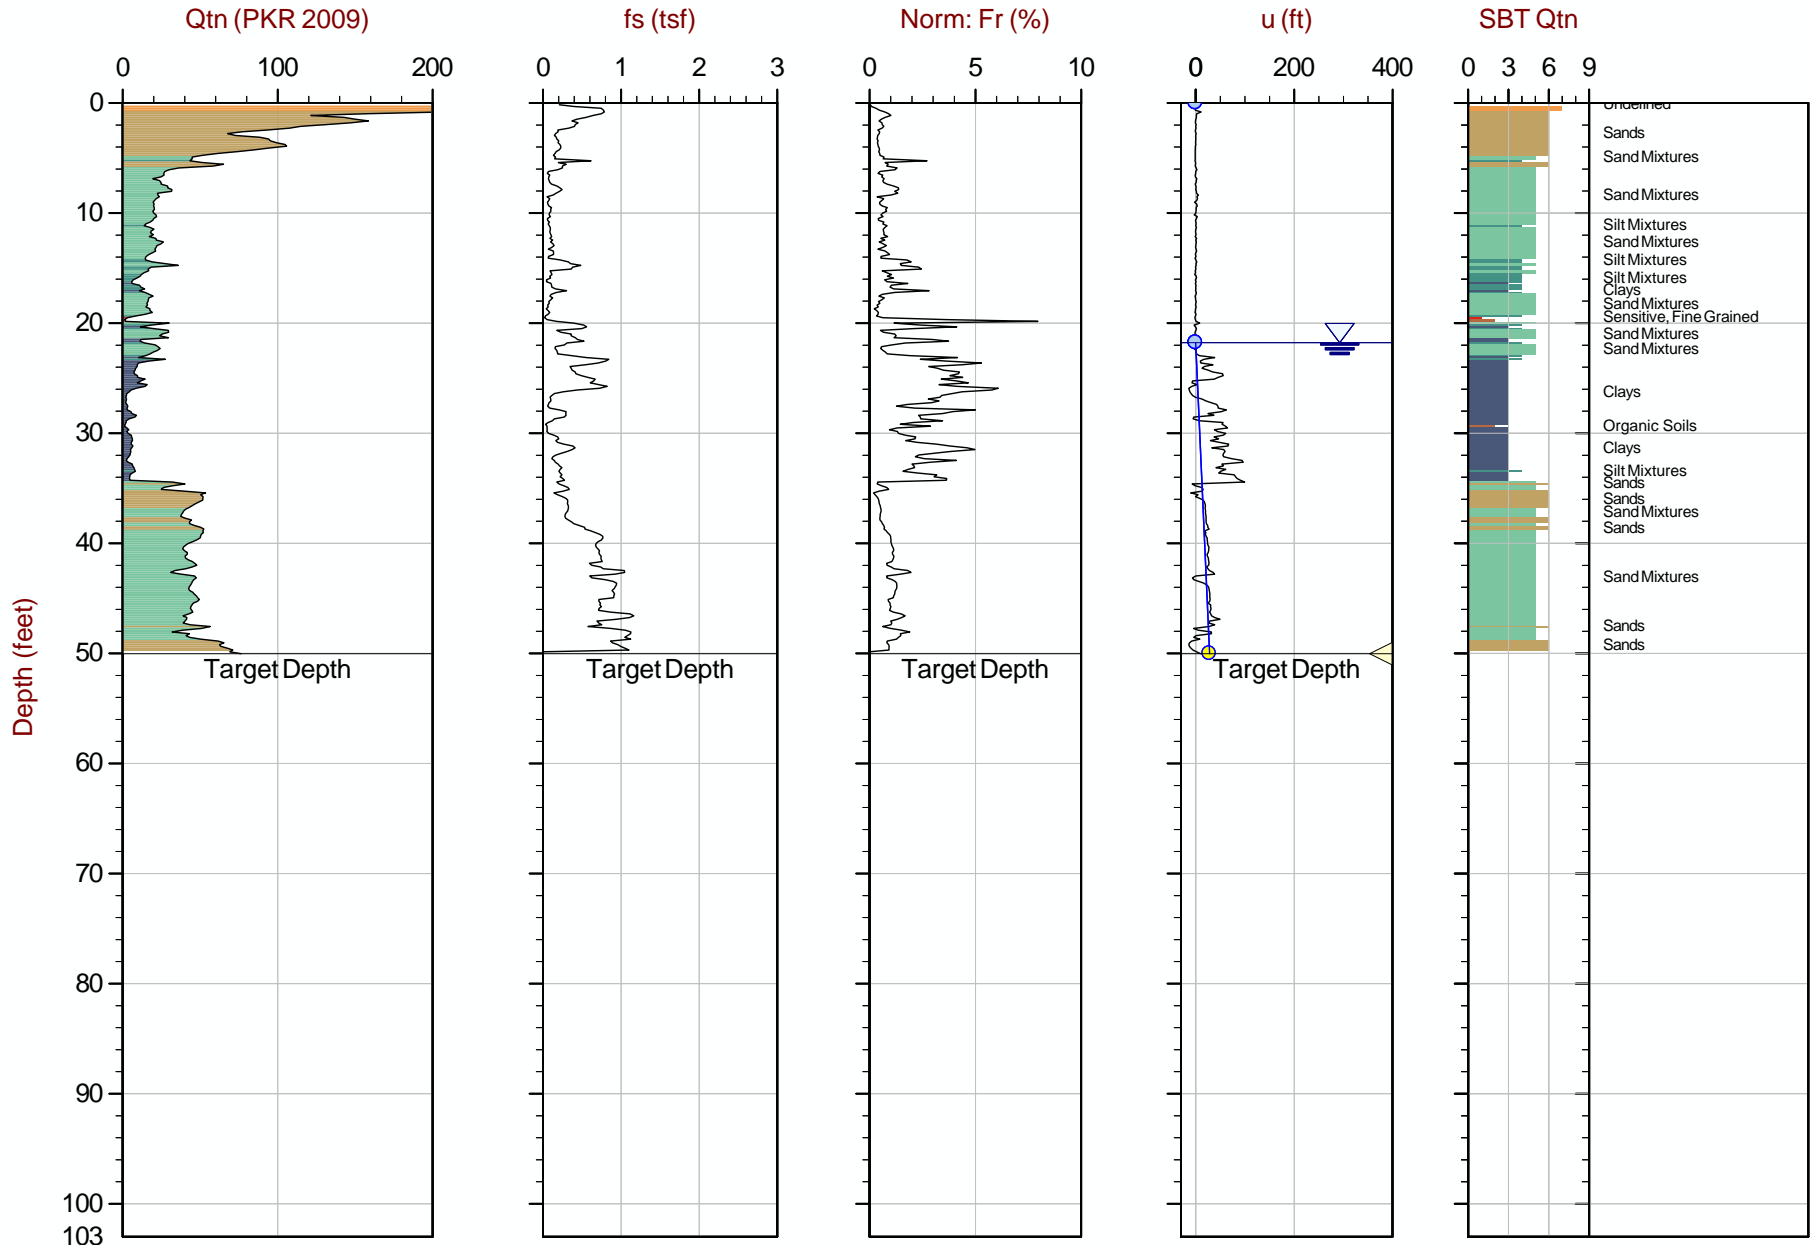 Qtn (PKR 2009) fs (tsf) Norm: Fr (%) u (ft) SBT Qtn
0 100 200 0 1 2 3 0 5 10 0 200 400 0 3 6 9
0
Undefined
Sands
Sand Mixtures
Sand Mixtures
10
Silt Mixtures
Sand Mixtures
Silt Mixtures
Silt Mixtures
Clays
Sand Mixtures
Sensitive, Fine Grained
20
Sand Mixtures
Sand Mixtures
Clays
Organic Soils
30
Clays
Silt Mixtures
Sands
Sands
Sand Mixtures
Sands
40
Sand Mixtures
Sands
Sands
50
Target Depth Target Depth Target Depth Target Depth
Depth (feet)
60
70
80
90
100
103